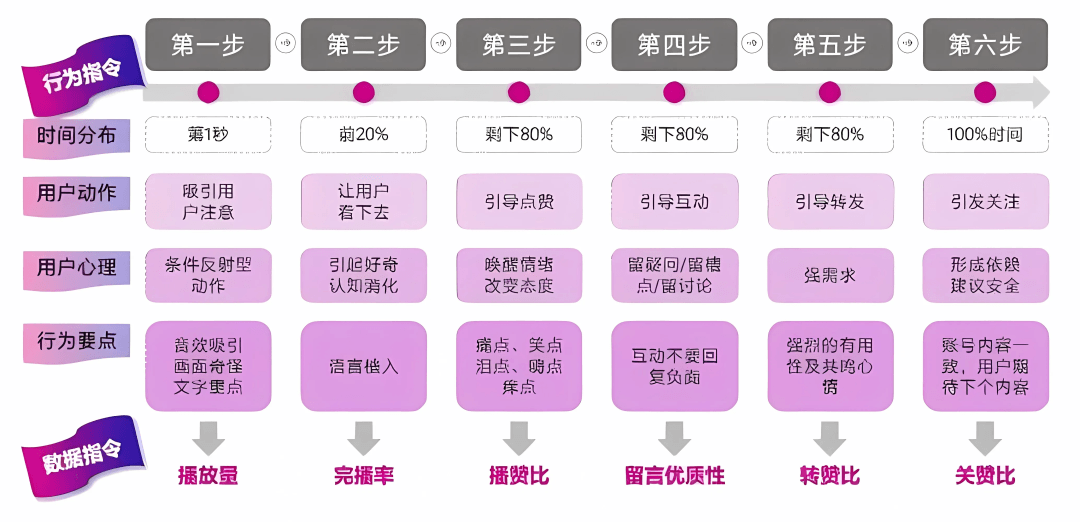 第一步
第二步
第三步
第四步
第五步
第六步
行为指令
时间分布
第1秒
前20%
剩下80%
剩下80%
剩下80%
100%时间
用户动作
吸引用
户注意
让用户
看下去
引导点赞
引导互动
引导转发
引发关注
用户心理
条件反射型
动作
引起好奇
认知消化
唤醒情绪
改变态度
留疑问/留槽
点/留讨论
强需求
形成依赖
建议安全
行为要点
音效吸引
画面奇怪
文字重点
语言植入
痛点、笑点
泪点、嗨点
痒点
互动不要回
复负面
强烈的有用
性及共鸣心
情
账号内容一
致，用户期
待下个内容
数据指令
播放量
完播率
播赞比
留言优质性
转赞比
关赞比